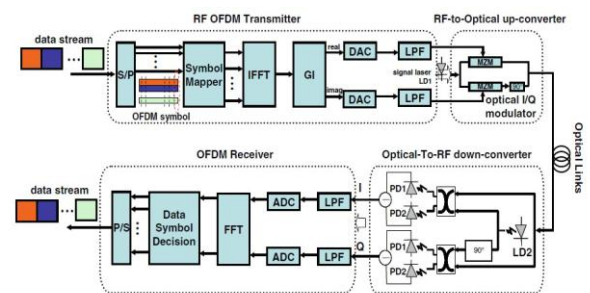 RF OFDM Transmitter
RF-to-Optical up-converter
data stream
S/P
OFDM symbol
Symbol
Mapper
IFFT
GI
real
DAC
LPF
imag
DAC
LPF
signal laser
LD1
MZM
MZM
90°
optical I/Q
modulator
Optical Links
OFDM Receiver
Optical-To-RF down-converter
data stream
P/S
Data
Symbol
Decision
FFT
ADC
LPF
I
ADC
LPF
Q
PD1
PD2
PD1
PD2
90°
LD2